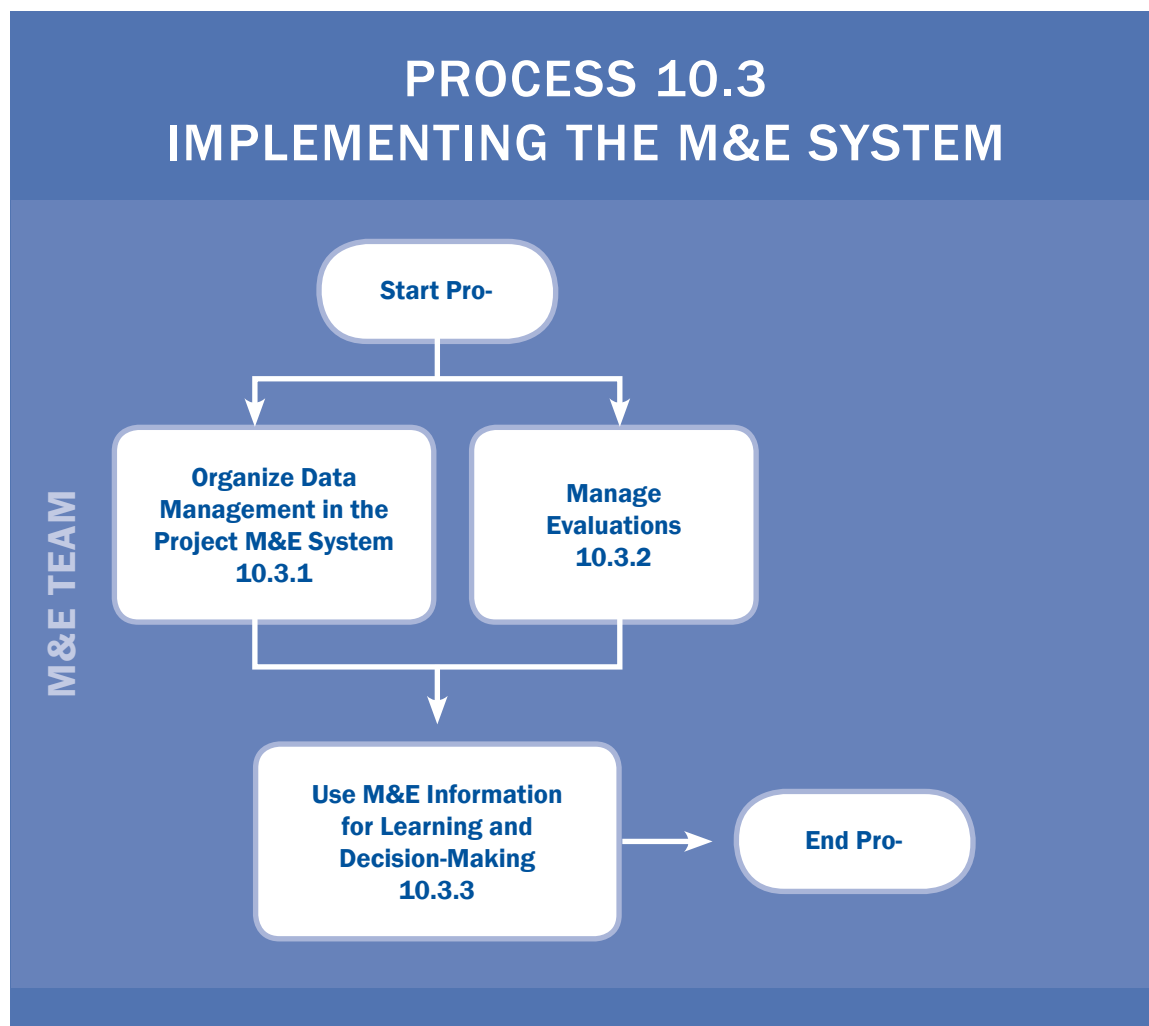 PROCESS 10.3
IMPLEMENTING THE M&E SYSTEM
M&E TEAM
Start Pro-
Organize Data
Management in the
Project M&E System
10.3.1
Manage
Evaluations
10.3.2
Use M&E Information
for Learning and
Decision-Making
10.3.3
End Pro-